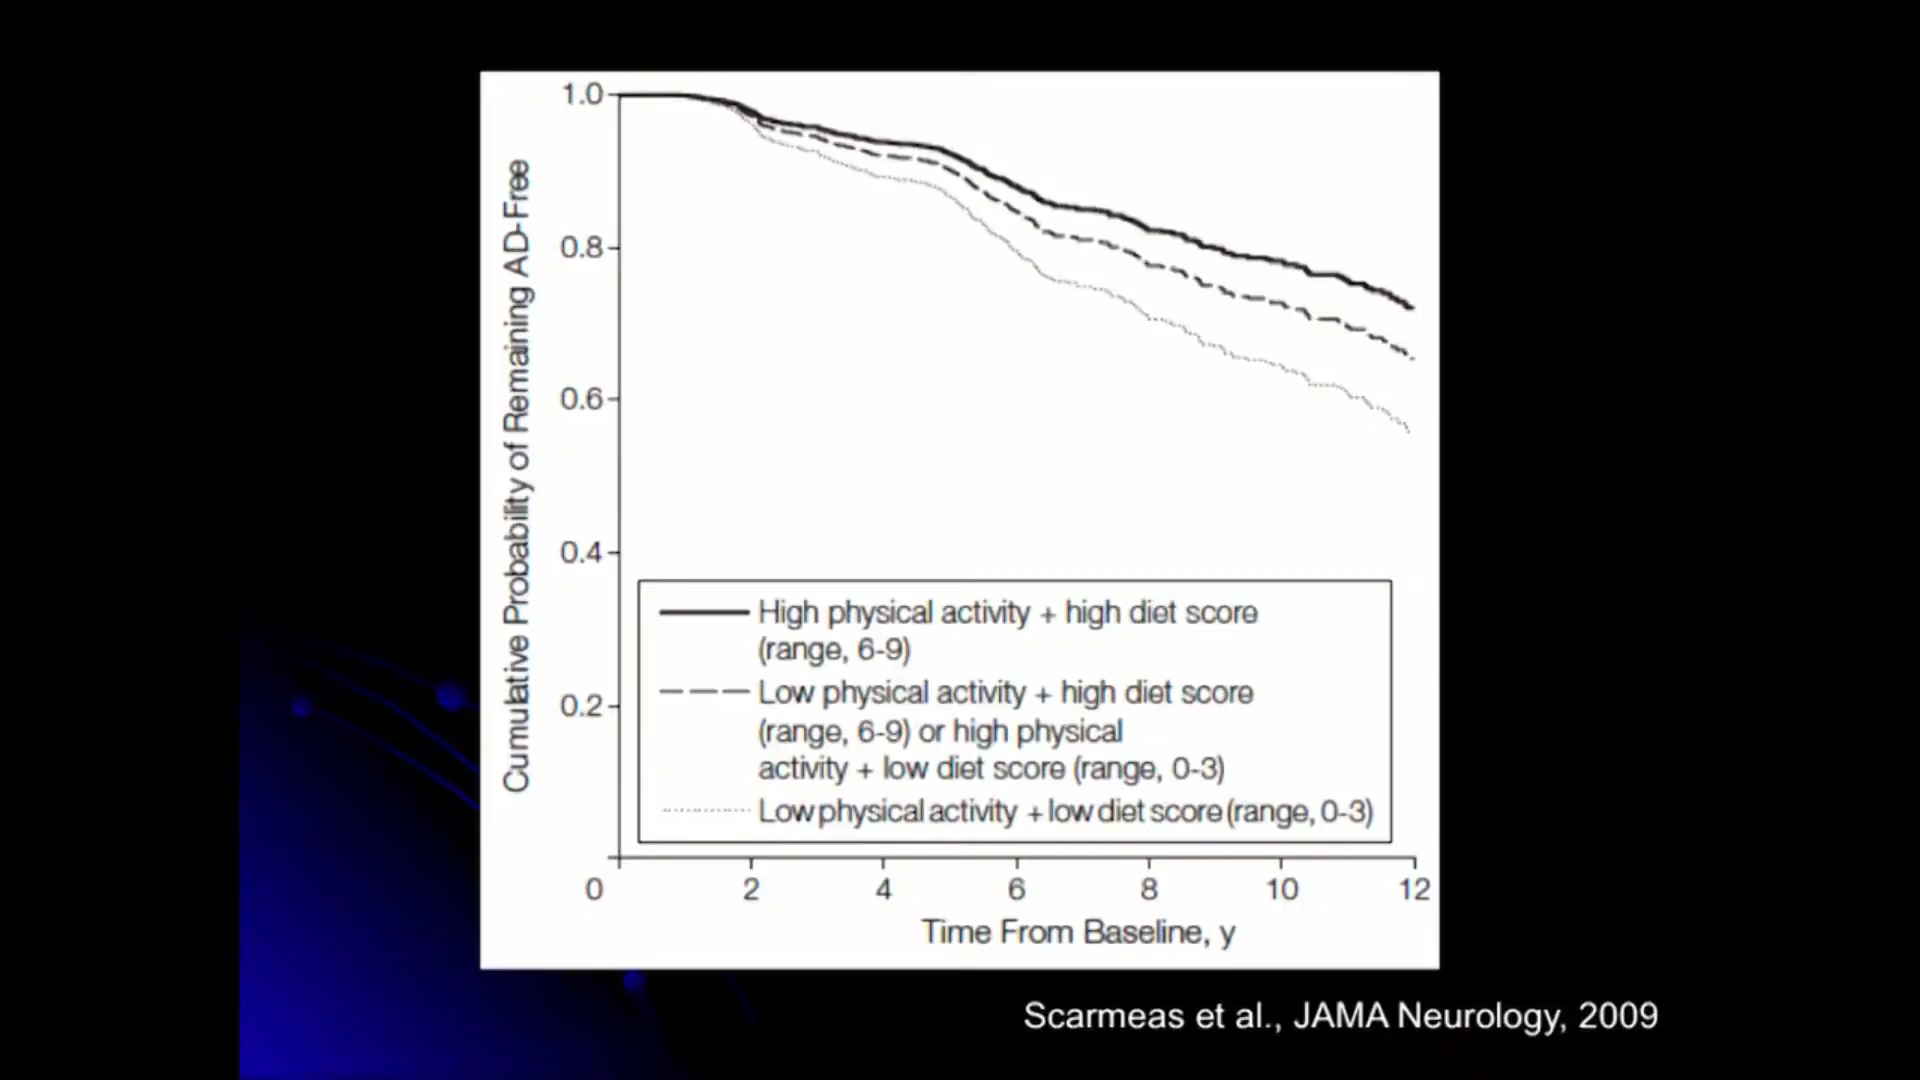 1.0
0.8
0.6
0.4
0.2
Cumulative Probability of Remaining AD-Free
High physical activity + high diet score
(range, 6-9)
Low physical activity + high diet score
(range, 6-9) or high physical
activity + low diet score (range, 0-3)
Low physical activity + low diet score (range, 0-3)
0 2 4 6 8 10 12
Time From Baseline, y
Scarmeas et al., JAMA Neurology, 2009